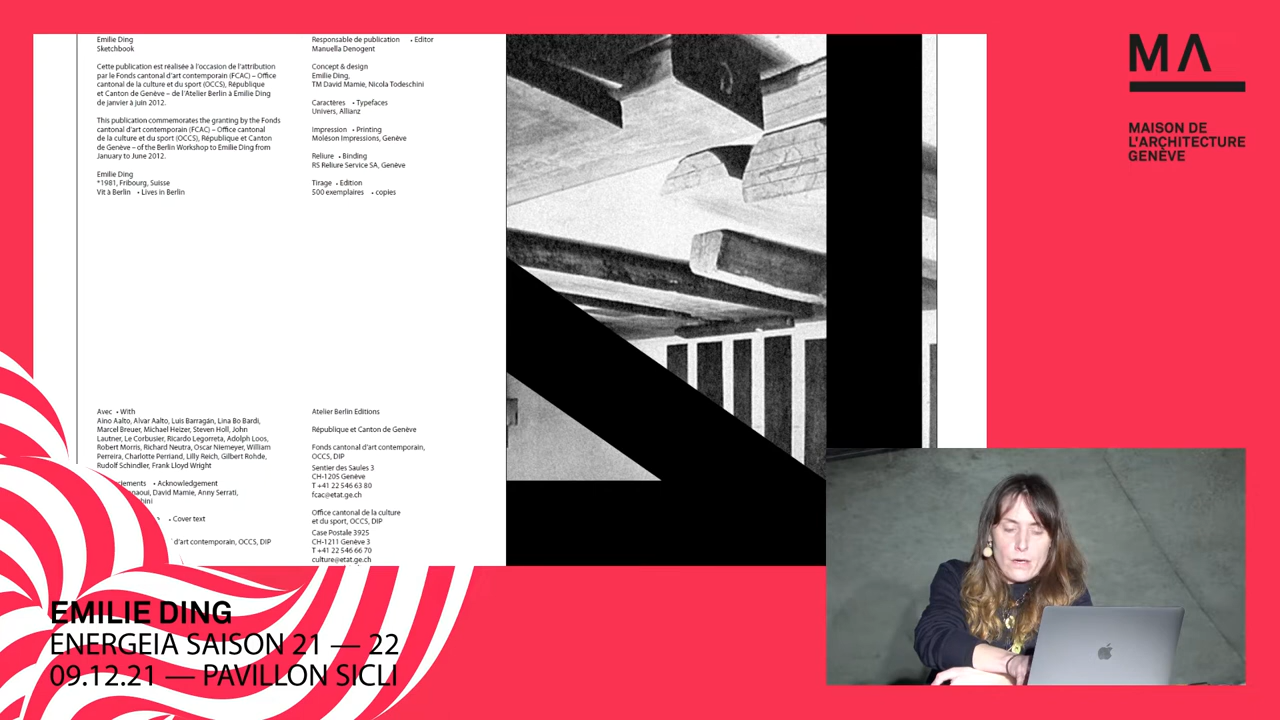 Emilie Ding
Sketchbook
Cette publication est réalisée à l'occasion de l'attribution
par le Fonds cantonal d'art contemporain (FCAC) – Office
cantonal de la culture et du sport (OCCS), République
et Canton de Genève – de l'Atelier Berlin à Emilie Ding
de janvier à juin 2012.
This publication commemorates the granting by the Fonds
cantonal d'art contemporain (FCAC) – Office cantonal
de la culture et du sport (OCCS), République et Canton
de Genève – of the Berlin Workshop to Emilie Ding from
January to June 2012.
Emilie Ding
*1981, Fribourg, Suisse
Vit à Berlin • Lives in Berlin
Responsable de publication • Editor
Manuella Denogent
Concept & design
Emilie Ding,
TM David Mamie, Nicola Todeschini
Caractères • Typefaces
Univers, Allianz
Impression • Printing
Moléson Impressions, Genève
Reliure • Binding
RS Reliure Service SA, Genève
Tirage • Edition
500 exemplaires • copies
Avec • With
Aino Aalto, Alvar Aalto, Luis Barragán, Lina Bo Bardi,
Marcel Breuer, Michael Heizer, Steven Holl, John
Lautner, Le Corbusier, Ricardo Legorreta, Adolph Loos,
Robert Morris, Richard Neutra, Oscar Niemeyer, William
Perreira, Charlotte Perriand, Lilly Reich, Gilbert Rohde,
Rudolf Schindler, Frank Lloyd Wright
• Acknowledgement
David Mamie, Anny Serrati,
• Cover text
d'art contemporain, OCCS, DIP
Atelier Berlin Editions
République et Canton de Genève
Fonds cantonal d'art contemporain,
OCCS, DIP
Sentier des Saules 3
CH-1205 Genève
T +41 22 546 63 80
fcac@etat.ge.ch
Office cantonal de la culture
et du sport, OCCS, DIP
Case Postale 3925
CH-1211 Genève 3
T +41 22 546 66 70
culture@etat.ge.ch
MA
MAISON DE
L'ARCHITECTURE
GENÈVE
EMILIE DING
ENERGEIA SAISON 21 — 22
09.12.21 — PAVILLON SICLI